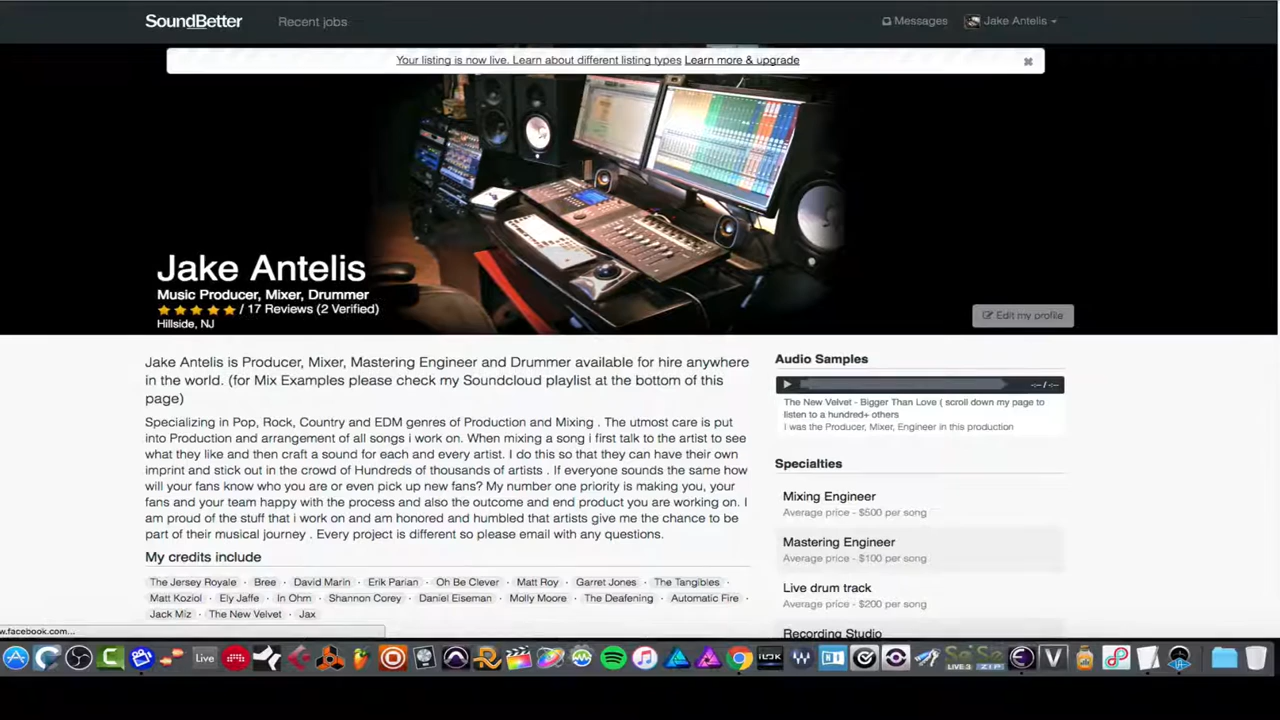 SoundBetter
Recent jobs
Messages
Jake Antelis
Your listing is now live. Learn about different listing types Learn more & upgrade
Jake Antelis
Music Producer, Mixer, Drummer
/ 17 Reviews (2 Verified)
Hillside, NJ
Edit my profile
Jake Antelis is Producer, Mixer, Mastering Engineer and Drummer available for hire anywhere
in the world. (for Mix Examples please check my Soundcloud playlist at the bottom of this
page)
Specializing in Pop, Rock, Country and EDM genres of Production and Mixing . The utmost care is put
into Production and arrangement of all songs i work on. When mixing a song i first talk to the artist to see
what they like and then craft a sound for each and every artist. I do this so that they can have their own
imprint and stick out in the crowd of Hundreds of thousands of artists . If everyone sounds the same how
will your fans know who you are or even pick up new fans? My number one priority is making you, your
fans and your team happy with the process and also the outcome and end product you are working on. I
am proud of the stuff that i work on and am honored and humbled that artists give me the chance to be
part of their musical journey . Every project is different so please email with any questions.
My credits include
The Jersey Royale · Bree · David Marin · Erik Parian · Oh Be Clever · Matt Roy · Garret Jones · The Tangibles ·
Matt Koziol · Ely Jaffe · In Ohm · Shannon Corey · Daniel Eiseman · Molly Moore · The Deafening · Automatic Fire ·
Jack Miz · The New Velvet · Jax
Audio Samples
--:-- / --:--
The New Velvet - Bigger Than Love ( scroll down my page to
listen to a hundred+ others
I was the Producer, Mixer, Engineer in this production
Specialties
Mixing Engineer
Average price - $500 per song
Mastering Engineer
Average price - $100 per song
Live drum track
Average price - $200 per song
Recording Studio
w.facebook.com...
Live